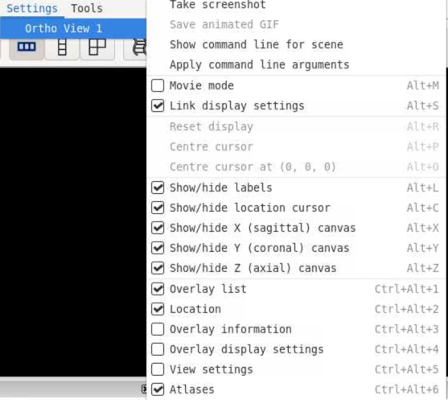 Settings Tools
Ortho View 1
Take screenshot
Save animated GIF
Show command line for scene
Apply command line arguments
Movie mode Alt+M
Link display settings Alt+S
Reset display Alt+R
Centre cursor Alt+P
Centre cursor at (0, 0, 0) Alt+O
Show/hide labels Alt+L
Show/hide location cursor Alt+C
Show/hide X (sagittal) canvas Alt+X
Show/hide Y (coronal) canvas Alt+Y
Show/hide Z (axial) canvas Alt+Z
Overlay list Ctrl+Alt+1
Location Ctrl+Alt+2
Overlay information Ctrl+Alt+3
Overlay display settings Ctrl+Alt+4
View settings Ctrl+Alt+5
Atlases Ctrl+Alt+6